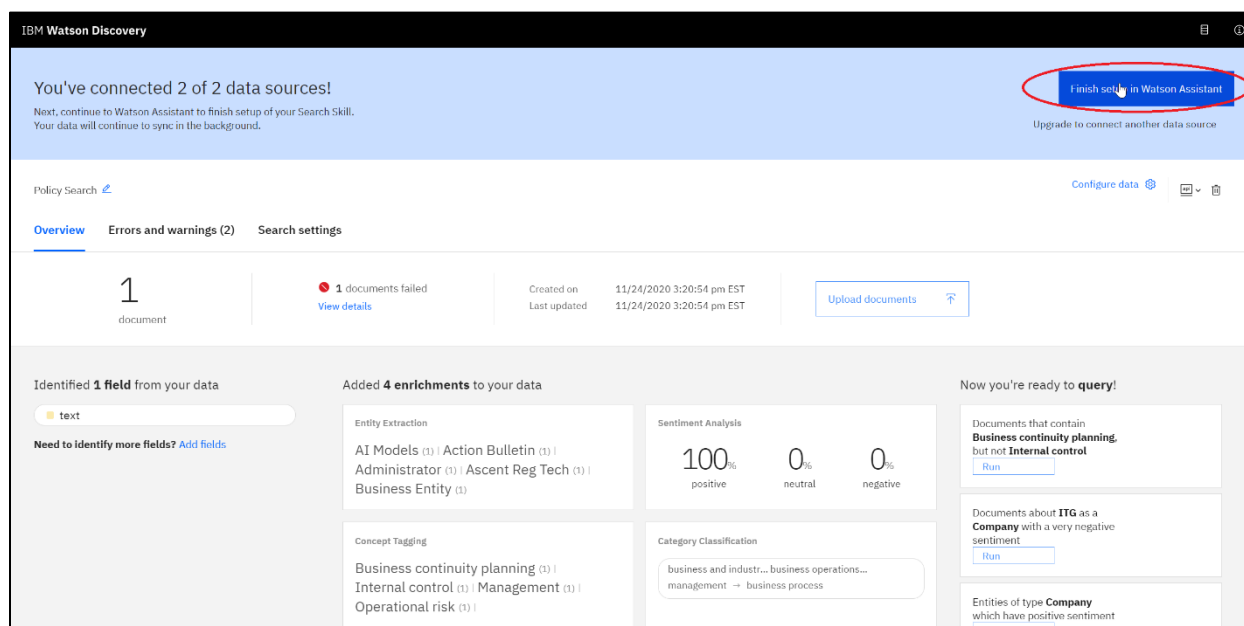 IBM Watson Discovery
You've connected 2 of 2 data sources!
Next, continue to Watson Assistant to finish setup of your Search Skill.
Your data will continue to sync in the background.
Finish setup in Watson Assistant
Upgrade to connect another data source
Policy Search
Configure data
Overview
Errors and warnings (2)
Search settings
1
document
1 documents failed
View details
Created on 11/24/2020 3:20:54 pm EST
Last updated 11/24/2020 3:20:54 pm EST
Upload documents
Identified 1 field from your data
text
Need to identify more fields? Add fields
Added 4 enrichments to your data
Entity Extraction
AI Models (1) | Action Bulletin (1) |
Administrator (1) | Ascent Reg Tech (1) |
Business Entity (1)
Sentiment Analysis
100% 0% 0%
positive neutral negative
Concept Tagging
Business continuity planning (1) |
Internal control (1) | Management (1) |
Operational risk (1) |
Category Classification
business and industr... business operations...
management → business process
Now you're ready to query!
Documents that contain
Business continuity planning,
but not Internal control
Run
Documents about ITG as a
Company with a very negative
sentiment
Run
Entities of type Company
which have positive sentiment